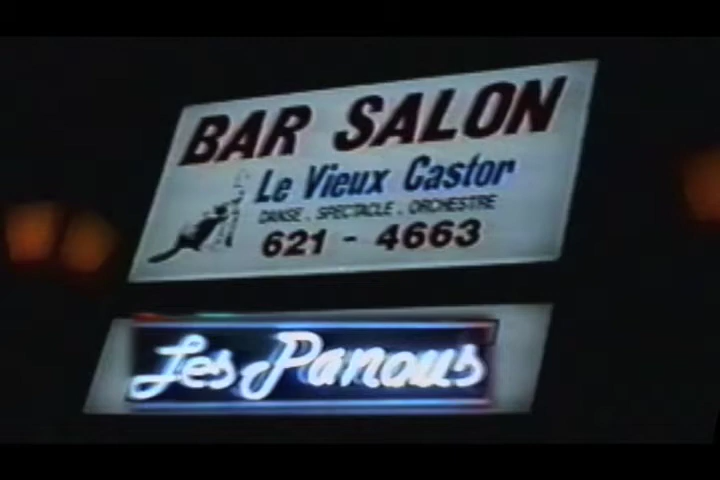 BAR SALON
Le Vieux Castor
DANSE . SPECTACLE . ORCHESTRE
621 - 4663
Les Panous